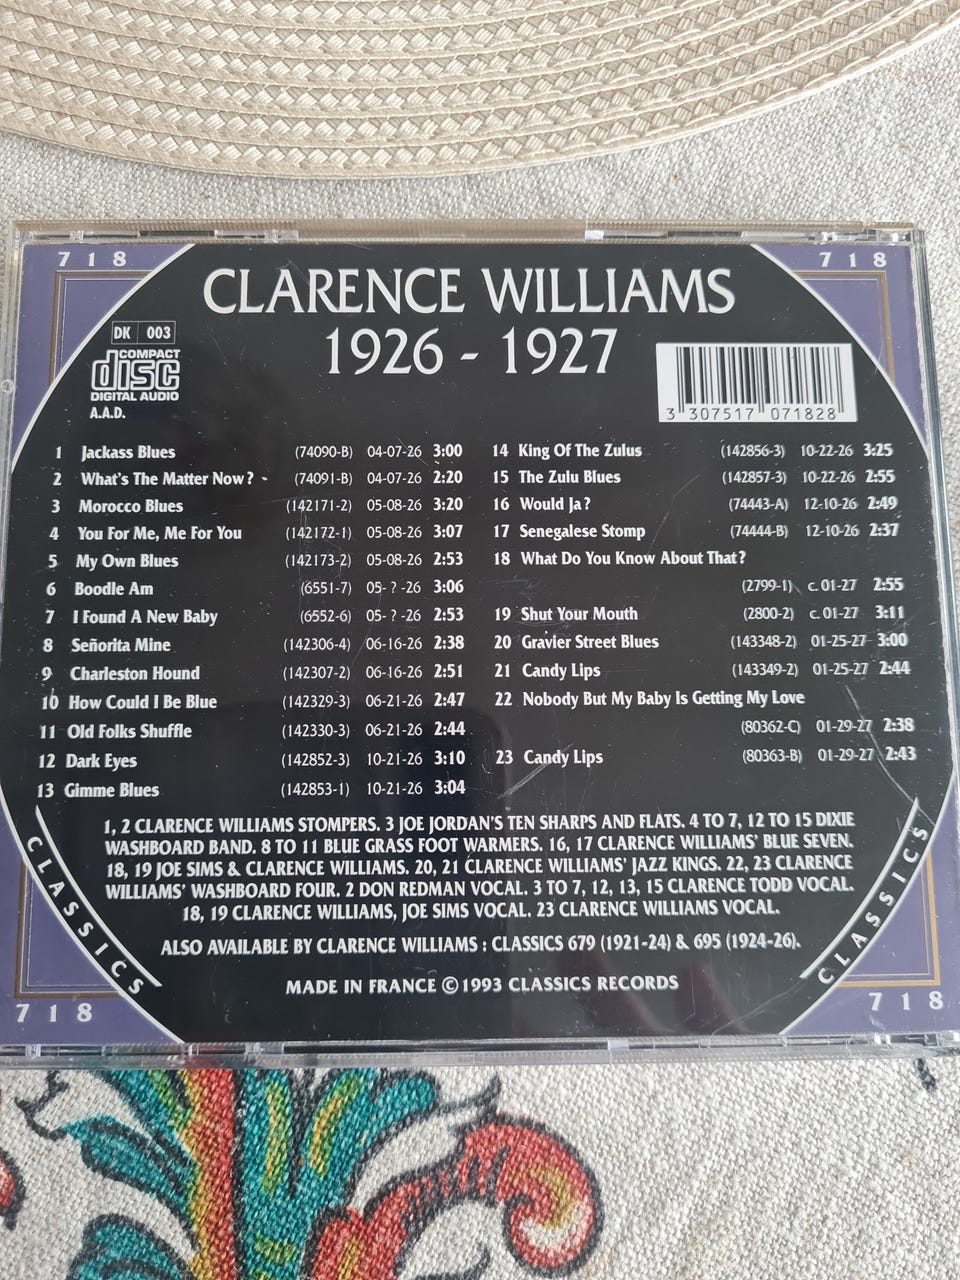 718
718
CLARENCE WILLIAMS
1926 - 1927
DK 003
COMPACT
disc
DIGITAL AUDIO
A.A.D.
3 307517 071828
1 Jackass Blues (74090-B) 04-07-26 3:00
2 What's The Matter Now? (74091-B) 04-07-26 2:20
3 Morocco Blues (142171-2) 05-08-26 3:20
4 You For Me, Me For You (142172-1) 05-08-26 3:07
5 My Own Blues (142173-2) 05-08-26 2:53
6 Boodle Am (6551-7) 05- ? -26 3:06
7 I Found A New Baby (6552-6) 05- ? -26 2:53
8 Señorita Mine (142306-4) 06-16-26 2:38
9 Charleston Hound (142307-2) 06-16-26 2:51
10 How Could I Be Blue (142329-3) 06-21-26 2:47
11 Old Folks Shuffle (142330-3) 06-21-26 2:44
12 Dark Eyes (142852-3) 10-21-26 3:10
13 Gimme Blues (142853-1) 10-21-26 3:04
14 King Of The Zulus (142856-3) 10-22-26 3:25
15 The Zulu Blues (142857-3) 10-22-26 2:55
16 Would Ja? (74443-A) 12-10-26 2:49
17 Senegalese Stomp (74444-B) 12-10-26 2:37
18 What Do You Know About That?
(2799-1) c. 01-27 2:55
19 Shut Your Mouth (2800-2) c. 01-27 3:11
20 Gravier Street Blues (143348-2) 01-25-27 3:00
21 Candy Lips (143349-2) 01-25-27 2:44
22 Nobody But My Baby Is Getting My Love
(80362-C) 01-29-27 2:38
23 Candy Lips (80363-B) 01-29-27 2:43
1, 2 CLARENCE WILLIAMS STOMPERS. 3 JOE JORDAN'S TEN SHARPS AND FLATS. 4 TO 7, 12 TO 15 DIXIE
WASHBOARD BAND. 8 TO 11 BLUE GRASS FOOT WARMERS. 16, 17 CLARENCE WILLIAMS' BLUE SEVEN.
18, 19 JOE SIMS & CLARENCE WILLIAMS. 20, 21 CLARENCE WILLIAMS' JAZZ KINGS. 22, 23 CLARENCE
WILLIAMS' WASHBOARD FOUR. 2 DON REDMAN VOCAL. 3 TO 7, 12, 13, 15 CLARENCE TODD VOCAL.
18, 19 CLARENCE WILLIAMS, JOE SIMS VOCAL. 23 CLARENCE WILLIAMS VOCAL.
ALSO AVAILABLE BY CLARENCE WILLIAMS : CLASSICS 679 (1921-24) & 695 (1924-26).
MADE IN FRANCE ©1993 CLASSICS RECORDS
CLASSICS
CLASSICS
718
718